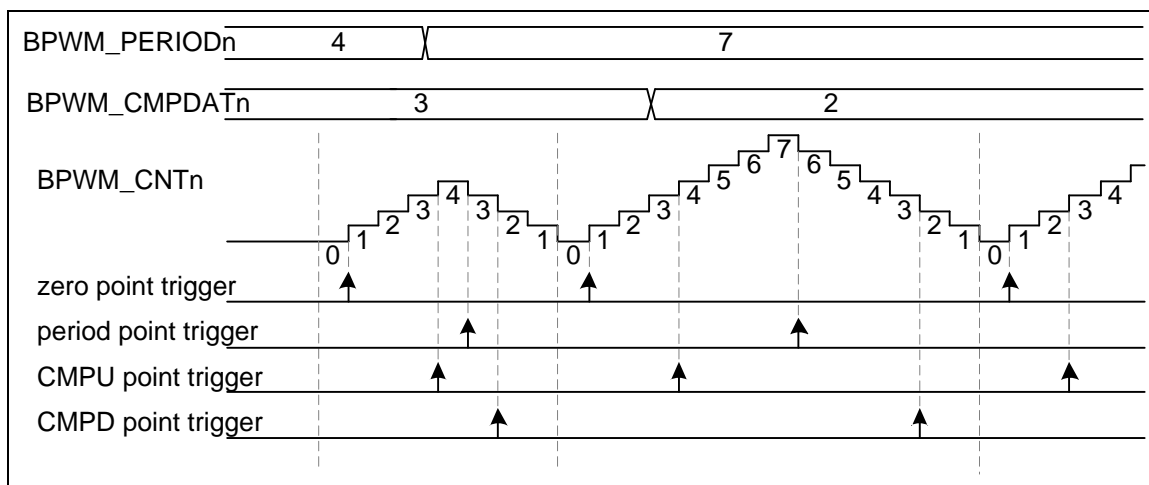 BPWM_PERIODn 4 7
BPWM_CMPDATn 3 2
BPWM_CNTn 0 1 2 3 4 3 2 1 0 1 2 3 4 5 6 7 6 5 4 3 2 1 0 1 2 3 4
zero point trigger
period point trigger
CMPU point trigger
CMPD point trigger